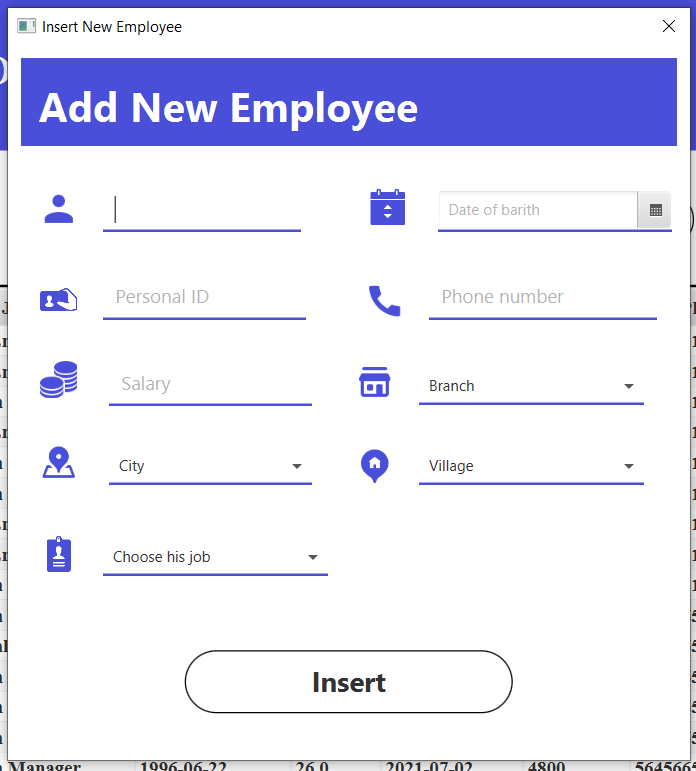 Insert New Employee
Add New Employee
Date of barith
Personal ID
Phone number
Salary
Branch
City
Village
Choose his job
Insert
Manager 1996-06-22 26.0 2021-07-02 4800 564566